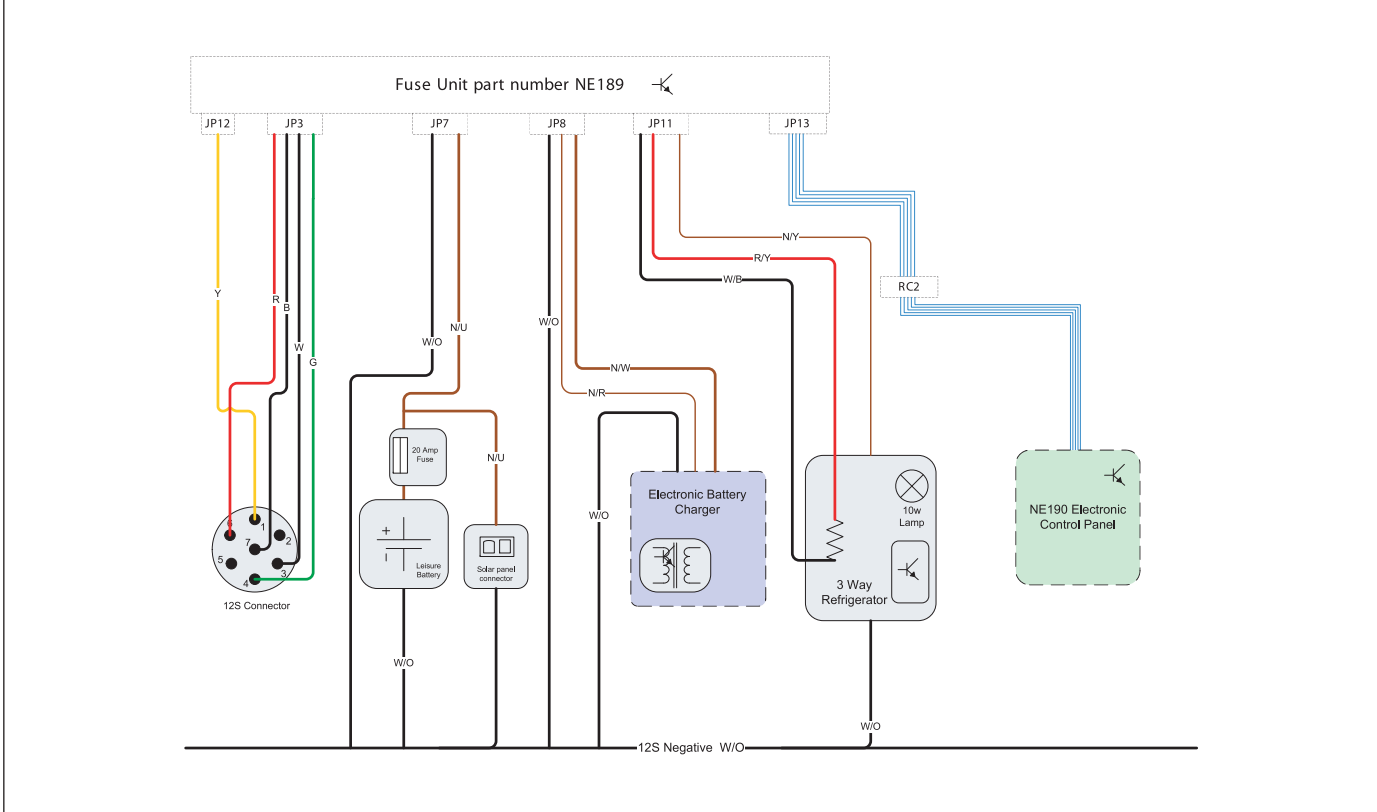 Fuse Unit part number NE189
JP12
JP3
JP7
JP8
JP11
JP13
N/Y
R/Y
W/B
RC2
Y
R
B
W
G
W/O
N/U
W/O
N/W
N/R
20 Amp
Fuse
N/U
W/O
Electronic Battery
Charger
10w
Lamp
NE190 Electronic
Control Panel
6
1
2
7
5
3
4
+
!
Leisure
Battery
Solar panel
connector
3 Way
Refrigerator
12S Connector
W/O
W/O
12S Negative W/O